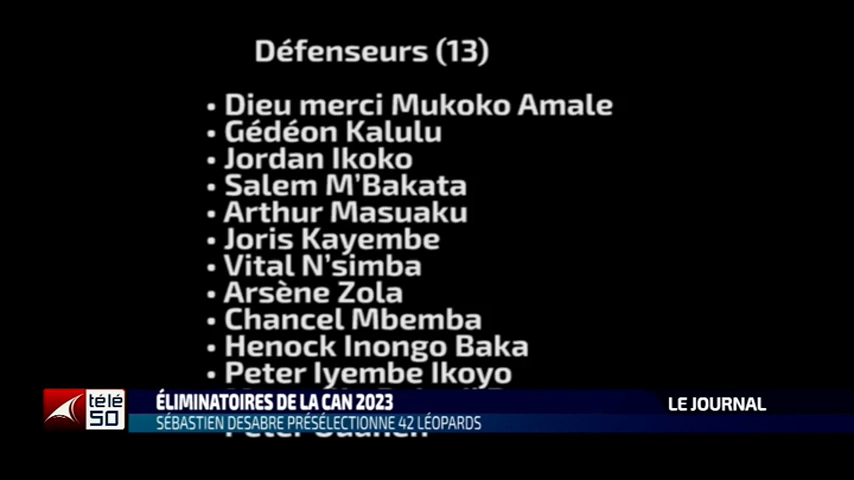 Défenseurs (13)
• Dieu merci Mukoko Amale
• Gédéon Kalulu
• Jordan Ikoko
• Salem M'Bakata
• Arthur Masuaku
• Joris Kayembe
• Vital N'simba
• Arsène Zola
• Chancel Mbemba
• Henock Inongo Baka
• Peter Iyembe Ikoyo
télé
50
ÉLIMINATOIRES DE LA CAN 2023
LE JOURNAL
SÉBASTIEN DESABRE PRÉSÉLECTIONNE 42 LÉOPARDS